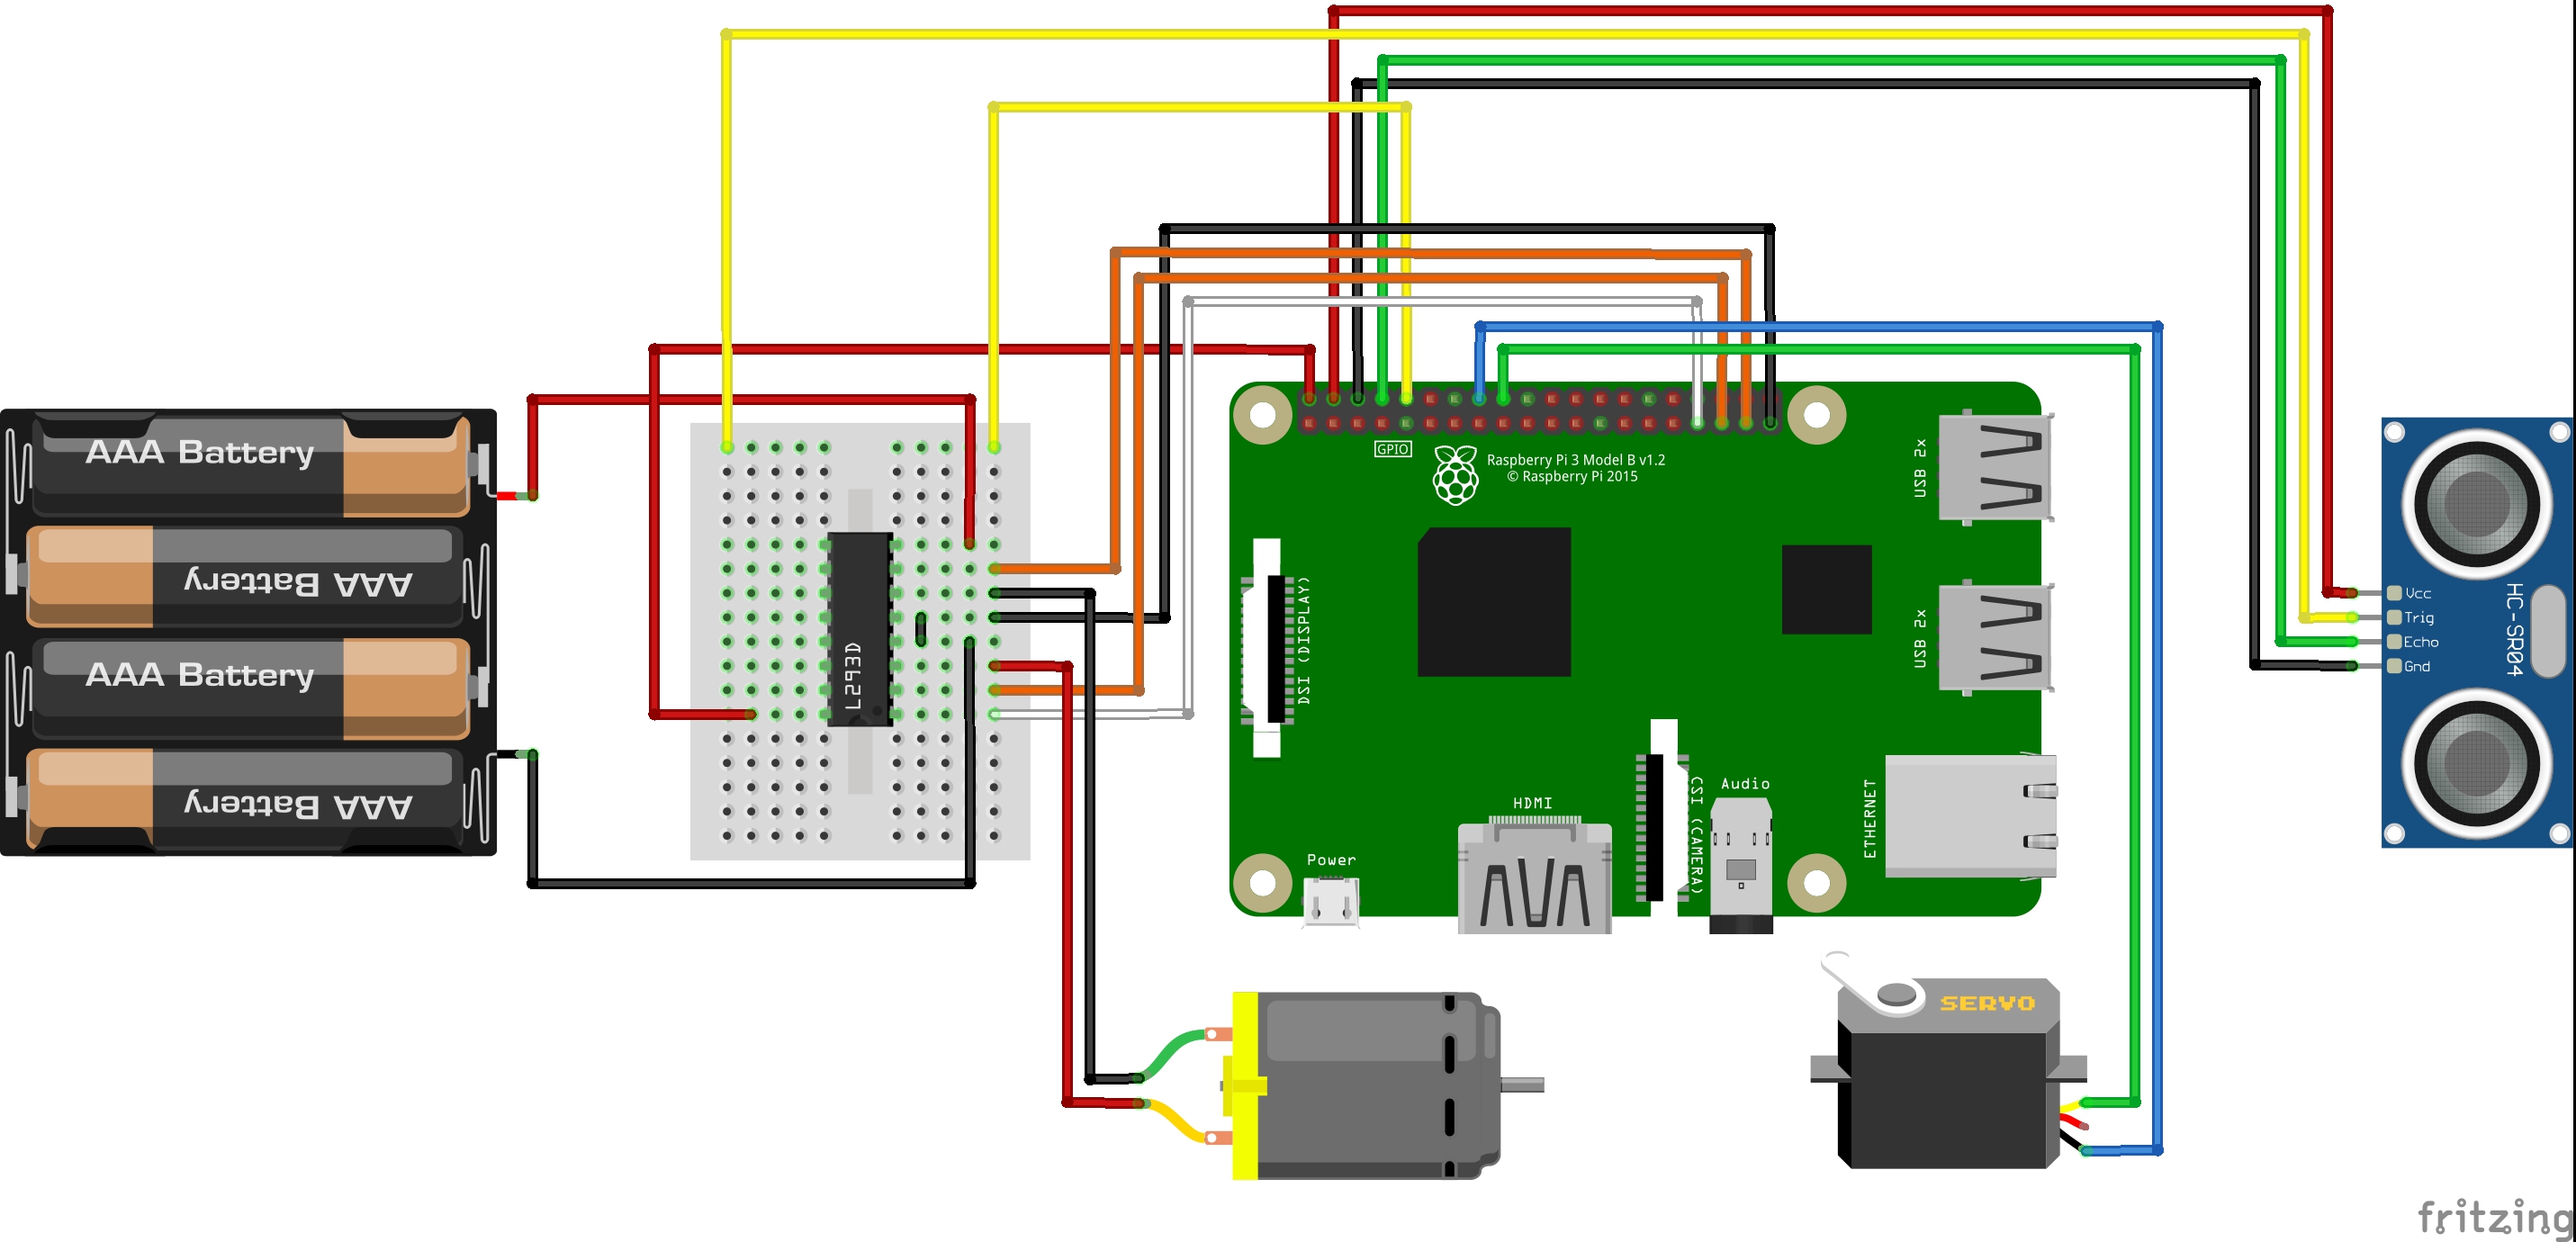 AAA Battery
AAA Battery
AAA Battery
AAA Battery
L293D
GPIO
Raspberry Pi 3 Model B v1.2
© Raspberry Pi 2015
DSI (DISPLAY)
USB 2x
USB 2x
ETHERNET
Audio
CSI (CAMERA)
HDMI
Power
SERVO
Vcc
Trig
Echo
Gnd
HC-SR04
fritzing